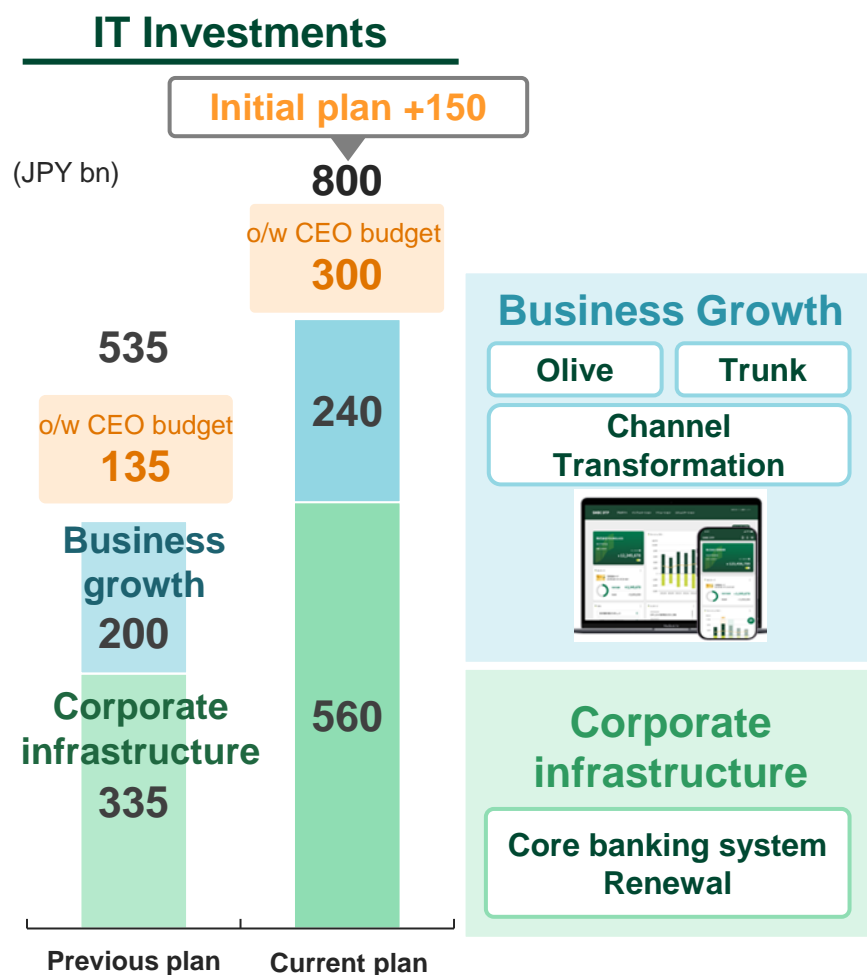 IT Investments
Initial plan +150
(JPY bn)
800
o/w CEO budget
300
535
o/w CEO budget
135
240
Business
growth
200
560
Corporate
infrastructure
335
Previous plan
Current plan
Business Growth
Olive
Trunk
Channel
Transformation
Corporate
infrastructure
Core banking system
Renewal